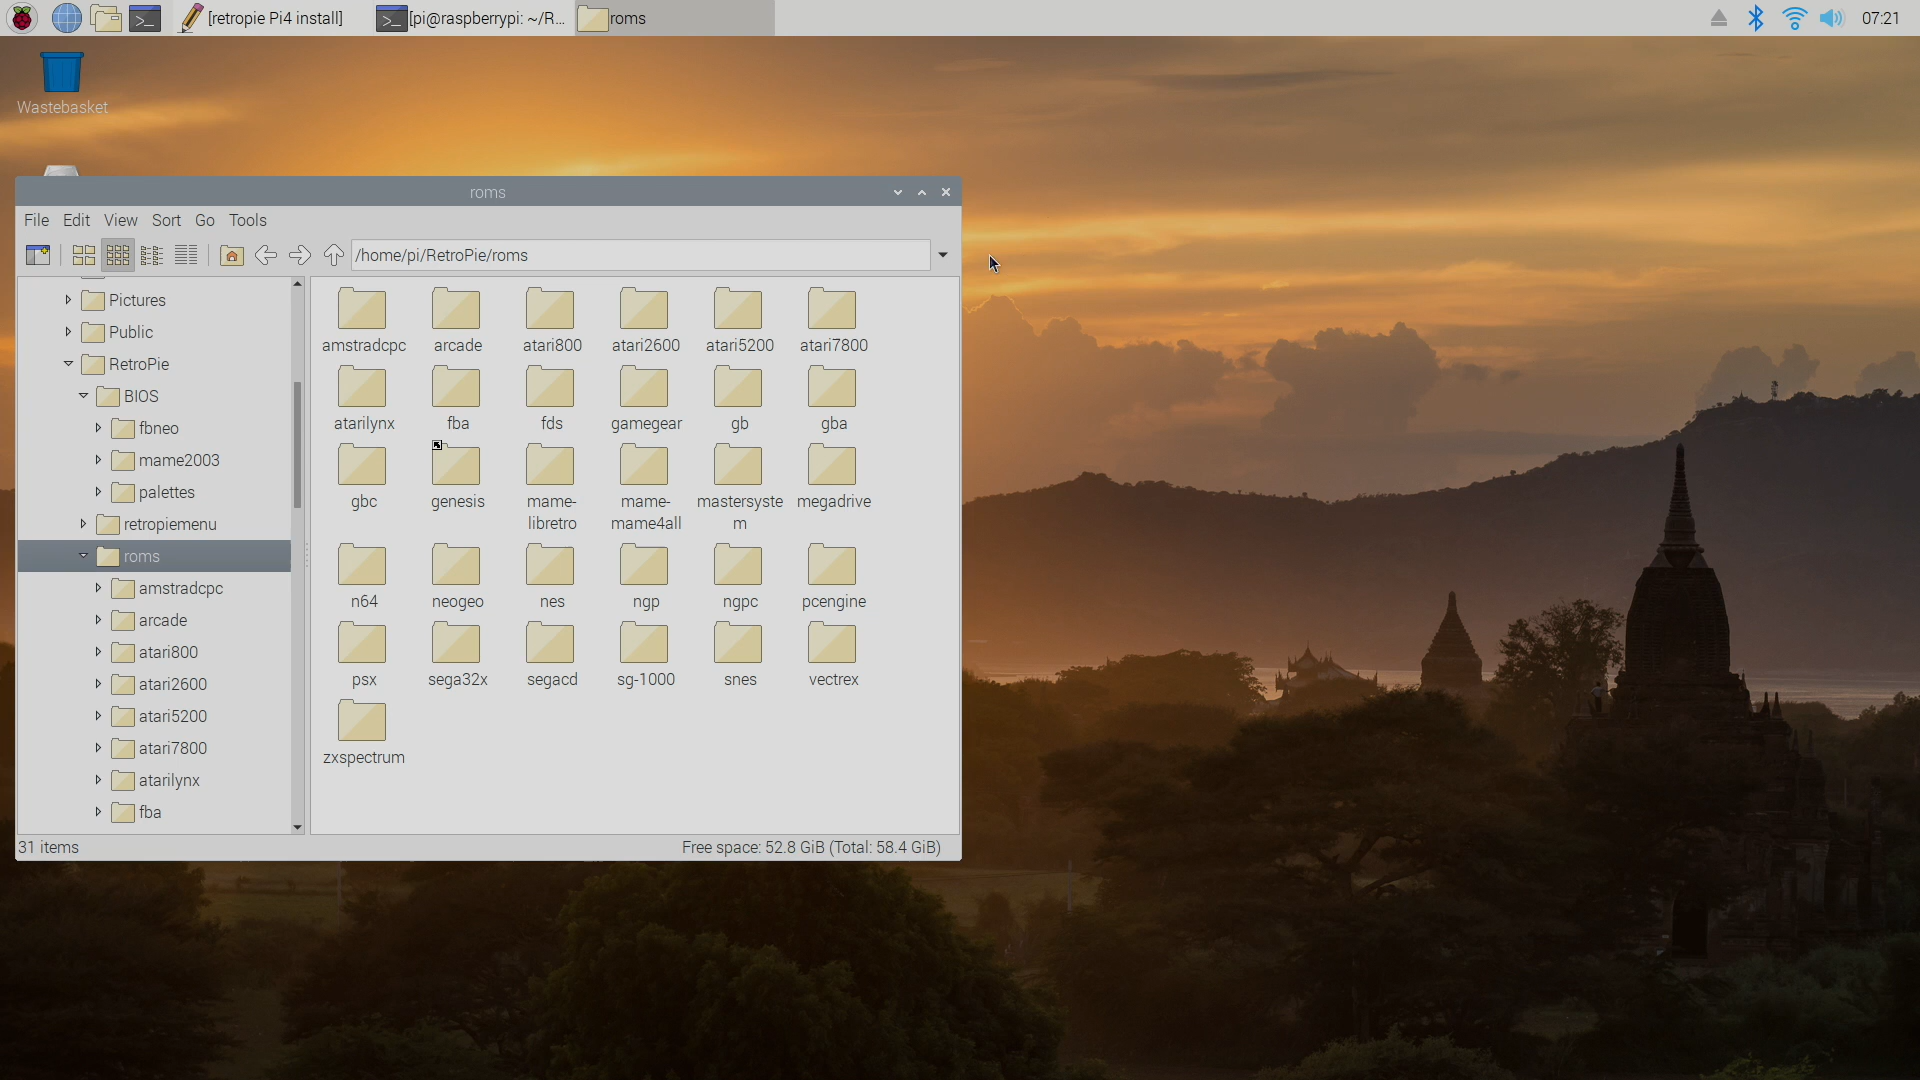 [retropie Pi4 install]
[pi@raspberrypi: ~/R...
roms
07:21
Wastebasket
roms
File Edit View Sort Go Tools
/home/pi/RetroPie/roms
Pictures
Public
RetroPie
BIOS
fbneo
mame2003
palettes
retropiemenu
roms
amstradcpc
arcade
atari800
atari2600
atari5200
atari7800
atarilynx
fba
amstradcpc arcade atari800 atari2600 atari5200 atari7800
atarilynx fba fds gamegear gb gba
gbc genesis mame- mame- mastersyste megadrive
libretro mame4all m
n64 neogeo nes ngp ngpc pcengine
psx sega32x segacd sg-1000 snes vectrex
zxspectrum
31 items
Free space: 52.8 GiB (Total: 58.4 GiB)